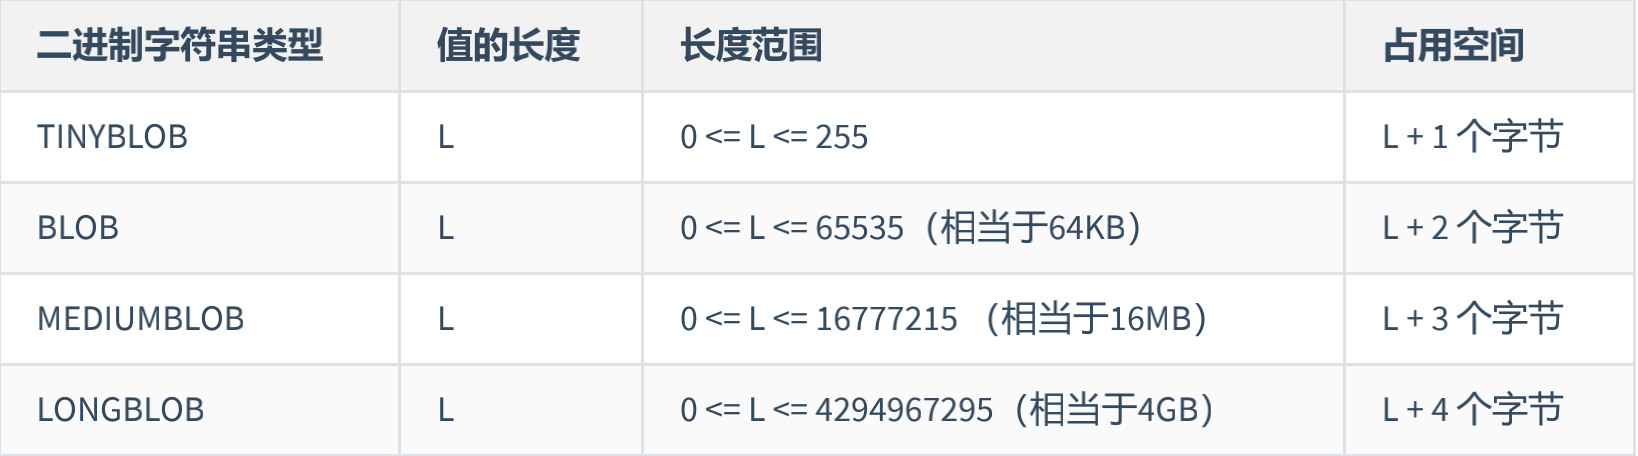 二进制字符串类型 值的长度 长度范围 占用空间
TINYBLOB L 0 <= L <= 255 L + 1 个字节
BLOB L 0 <= L <= 65535（相当于64KB） L + 2 个字节
MEDIUMBLOB L 0 <= L <= 16777215 （相当于16MB） L + 3 个字节
LONGBLOB L 0 <= L <= 4294967295（相当于4GB） L + 4 个字节